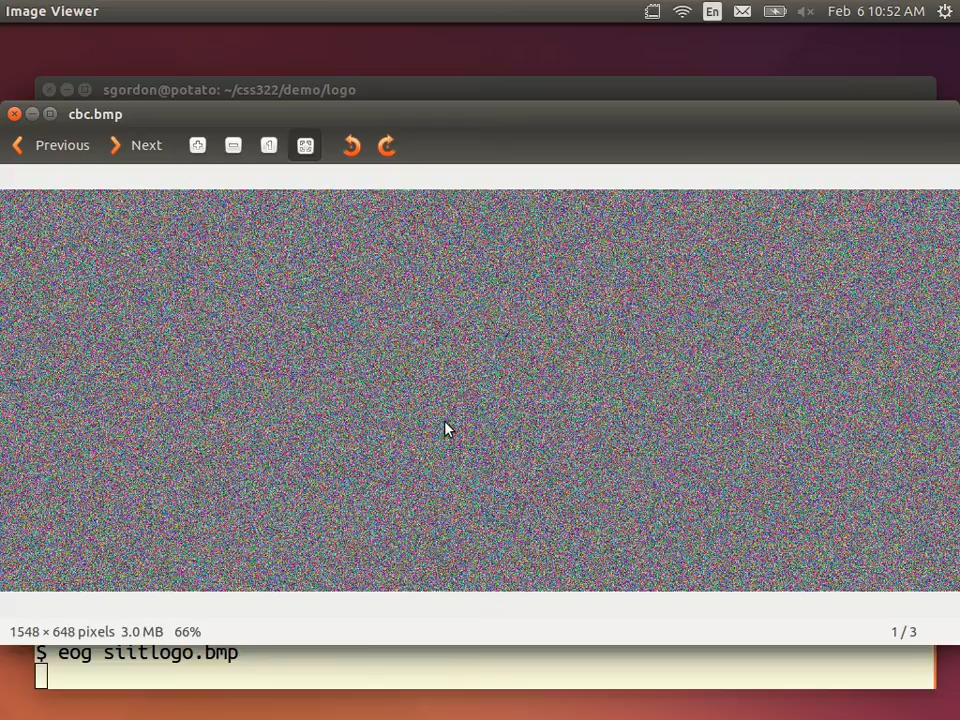 Image Viewer
En
Feb 6 10:52 AM
sgordon@potato: ~/css322/demo/logo
cbc.bmp
Previous
Next
1548 × 648 pixels 3.0 MB 66%
1 / 3
$ eog siitlogo.bmp